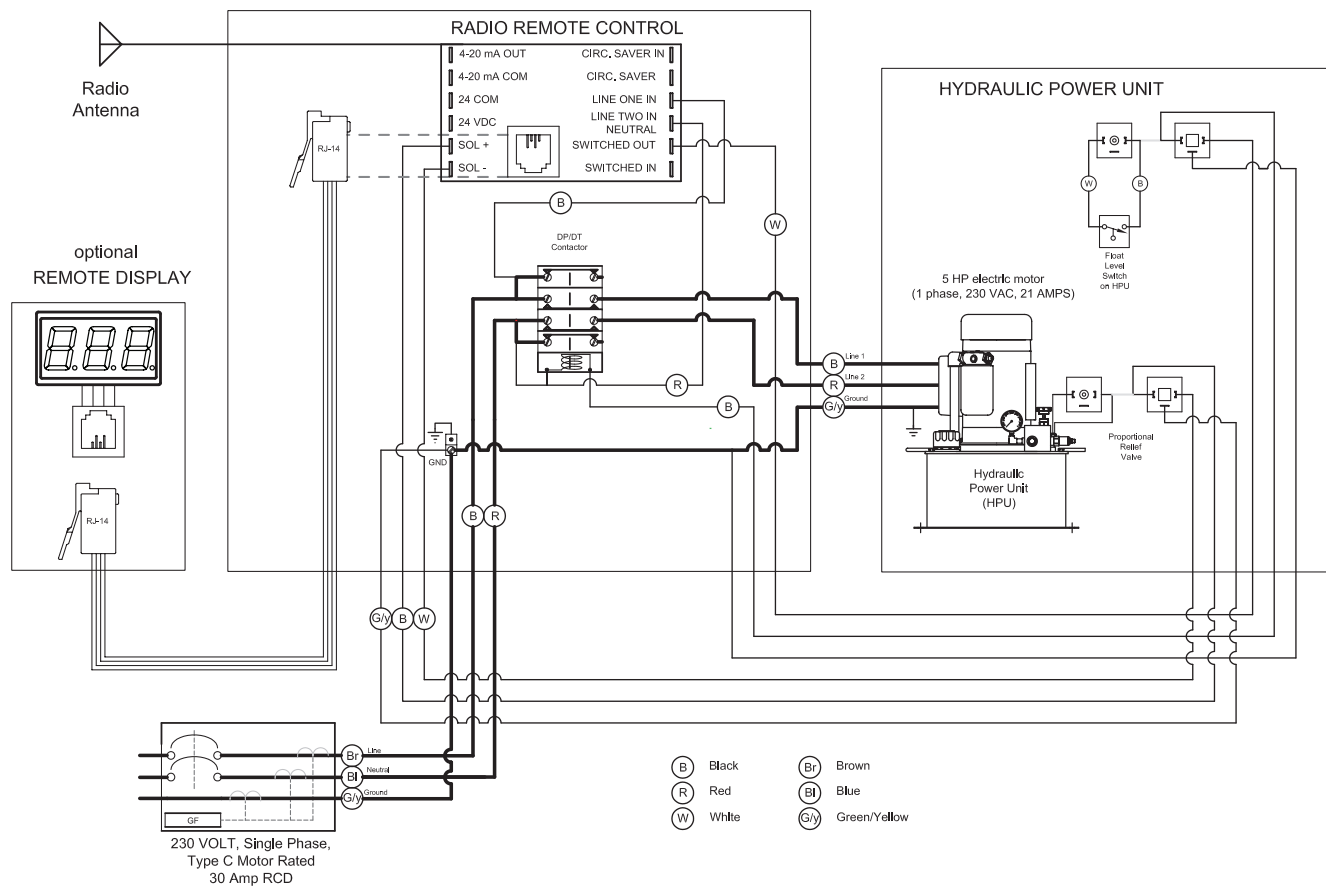 RADIO REMOTE CONTROL
Radio
Antenna
4-20 mA OUT
4-20 mA COM
24 COM
24 VDC
SOL +
SOL -
CIRC. SAVER IN
CIRC. SAVER
LINE ONE IN
LINE TWO IN
NEUTRAL
SWITCHED OUT
SWITCHED IN
RJ-14
B
W
DP/DT
Contactor
R
B
GND
B
R
G/y
B
W
HYDRAULIC POWER UNIT
W
B
Float
Level
Switch
on HPU
5 HP electric motor
(1 phase, 230 VAC, 21 AMPS)
B
Line 1
R
Line 2
G/y
Ground
Proportional
Relief
Valve
Hydraulic
Power Unit
(HPU)
optional
REMOTE DISPLAY
8.8.8.
RJ-14
Br
Line
Bl
Neutral
G/y
Ground
GF
230 VOLT, Single Phase,
Type C Motor Rated
30 Amp RCD
B Black
R Red
W White
Br Brown
Bl Blue
G/y Green/Yellow